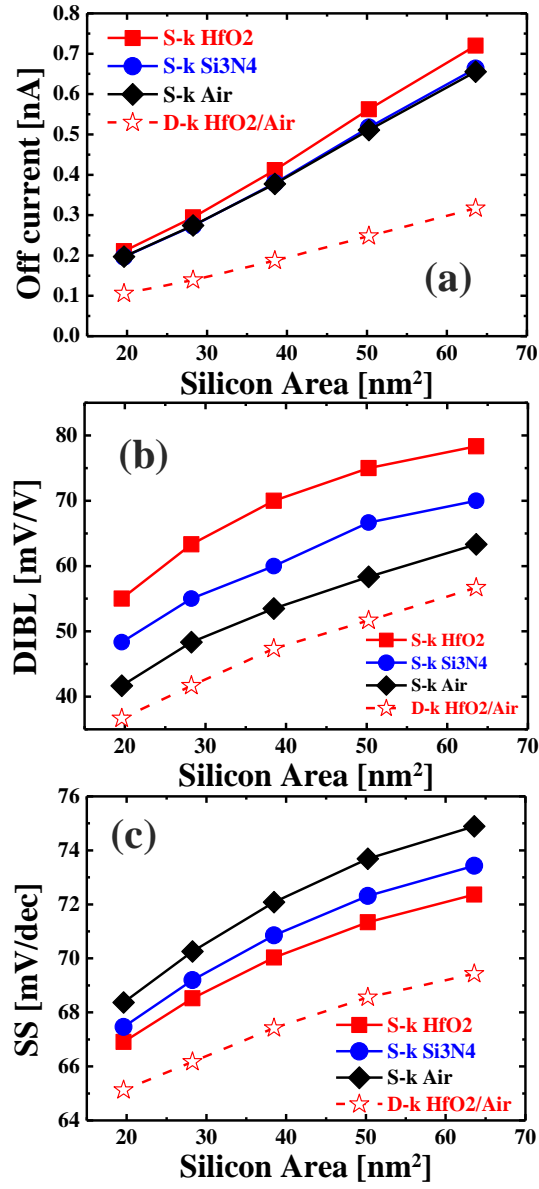 0.8
0.7
0.6
0.5
0.4
0.3
0.2
0.1
0.0
Off current [nA]
S-k HfO2
S-k Si3N4
S-k Air
D-k HfO2/Air
(a)
20 30 40 50 60 70
Silicon Area [nm²]
80
70
60
50
40
DIBL [mV/V]
(b)
S-k HfO2
S-k Si3N4
S-k Air
D-k HfO2/Air
20 30 40 50 60 70
Silicon Area [nm²]
76
74
72
70
68
66
64
SS [mV/dec]
(c)
S-k HfO2
S-k Si3N4
S-k Air
D-k HfO2/Air
20 30 40 50 60 70
Silicon Area [nm²]